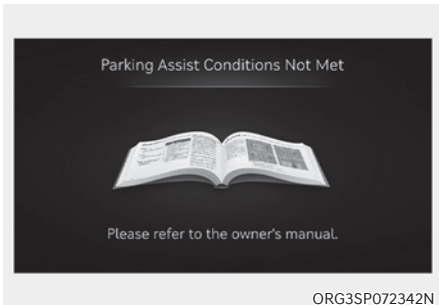 Parking Assist Conditions Not Met
Please refer to the owner's manual.
ORG3SP072342N